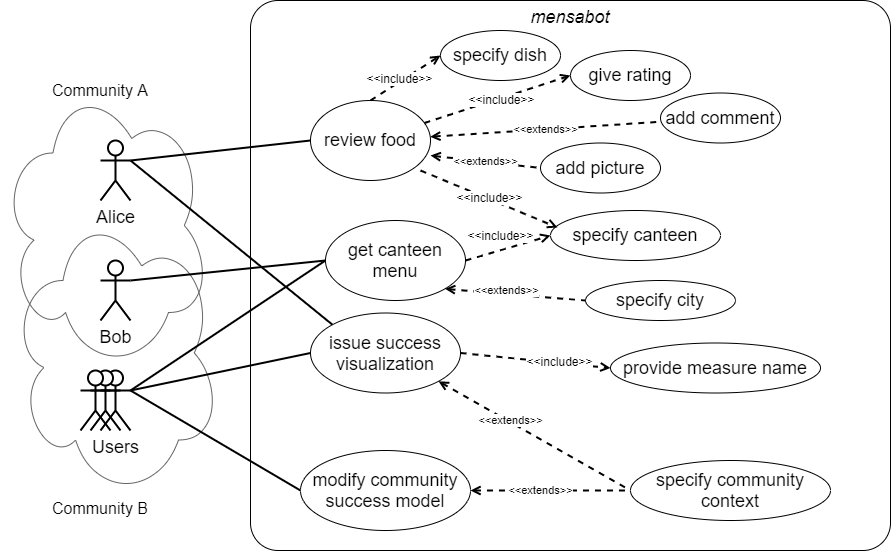 mensabot
specify dish
<<include>>
give rating
<<include>>
Community A
add comment
<<extends>>
review food
<<extends>>
add picture
<<include>>
Alice
specify canteen
<<include>>
get canteen
menu
<<extends>>
specify city
Bob
issue success
visualization
<<include>>
provide measure name
<<extends>>
Users
modify community
success model
<<extends>>
specify community
context
Community B